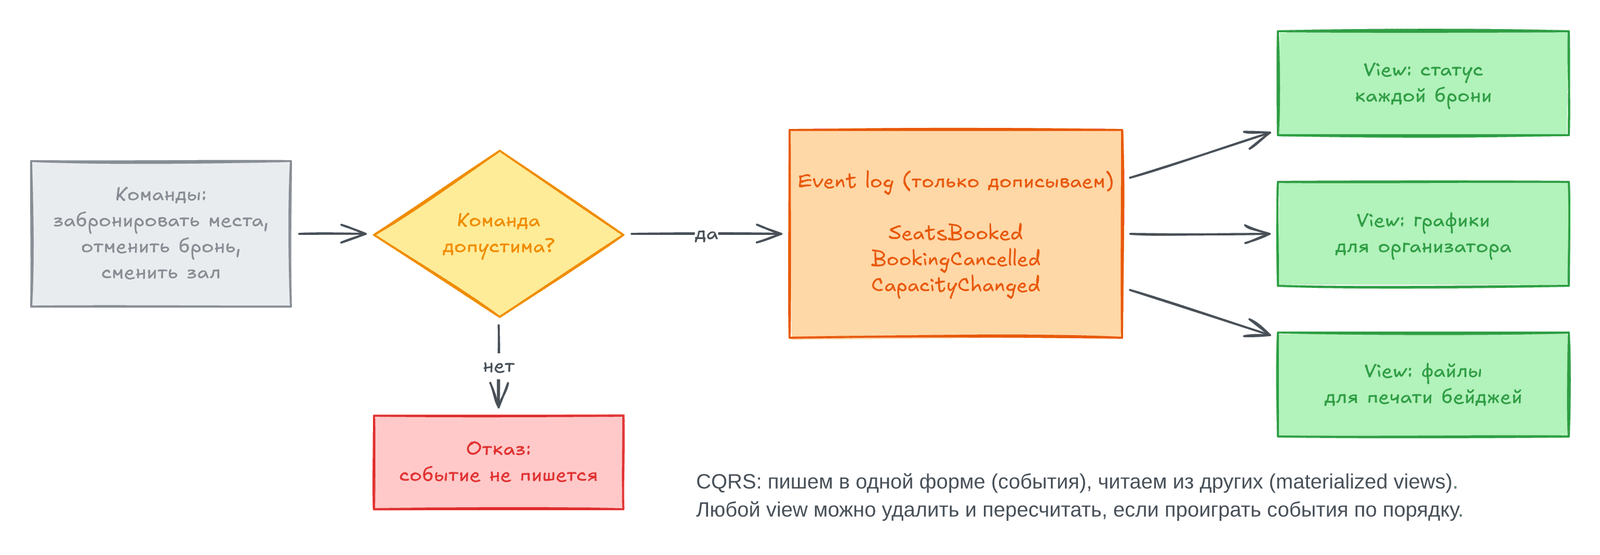 Команды:
забронировать места,
отменить бронь,
сменить зал
Команда
допустима?
да
нет
Отказ:
событие не пишется
Event log (только дописываем)
SeatsBooked
BookingCancelled
CapacityChanged
View: статус
каждой брони
View: графики
для организатора
View: файлы
для печати бейджей
CQRS: пишем в одной форме (события), читаем из других (materialized views).
Любой view можно удалить и пересчитать, если проиграть события по порядку.